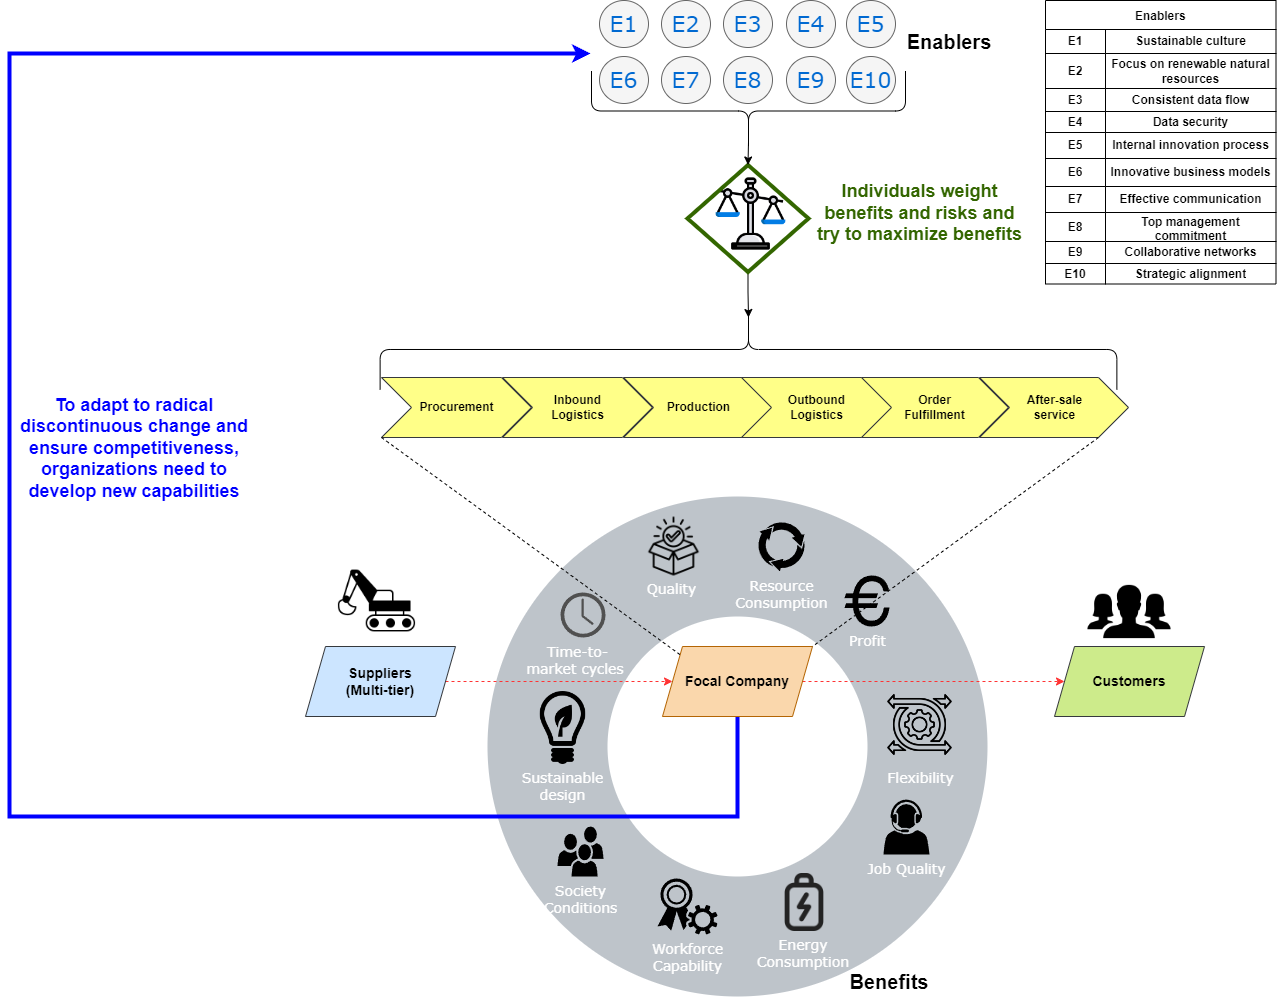 E1 E2 E3 E4 E5
E6 E7 E8 E9 E10
Enablers
Enablers
E1 Sustainable culture
E2 Focus on renewable natural
resources
E3 Consistent data flow
E4 Data security
E5 Internal innovation process
E6 Innovative business models
E7 Effective communication
E8 Top management
commitment
E9 Collaborative networks
E10 Strategic alignment
Individuals weight
benefits and risks and
try to maximize benefits
To adapt to radical
discontinuous change and
ensure competitiveness,
organizations need to
develop new capabilities
Procurement
Inbound
Logistics
Production
Outbound
Logistics
Order
Fulfillment
After-sale
service
Quality
Resource
Consumption
Profit
Time-to-
market cycles
Suppliers
(Multi-tier)
Focal Company
Customers
Sustainable
design
Flexibility
Job Quality
Society
Conditions
Workforce
Capability
Energy
Consumption
Benefits